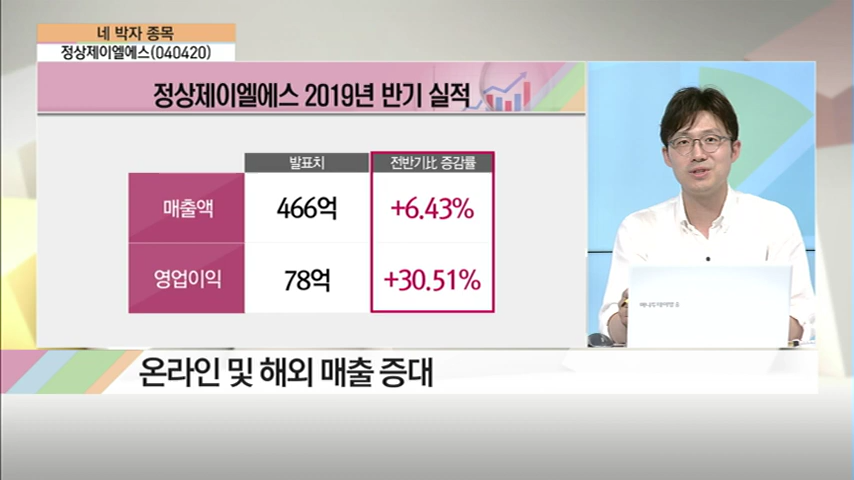 네 박자 종목
정상제이엘에스(040420)
정상제이엘에스 2019년 반기 실적
발표치 전반기比 증감률
매출액 466억 +6.43%
영업이익 78억 +30.51%
온라인 및 해외 매출 증대